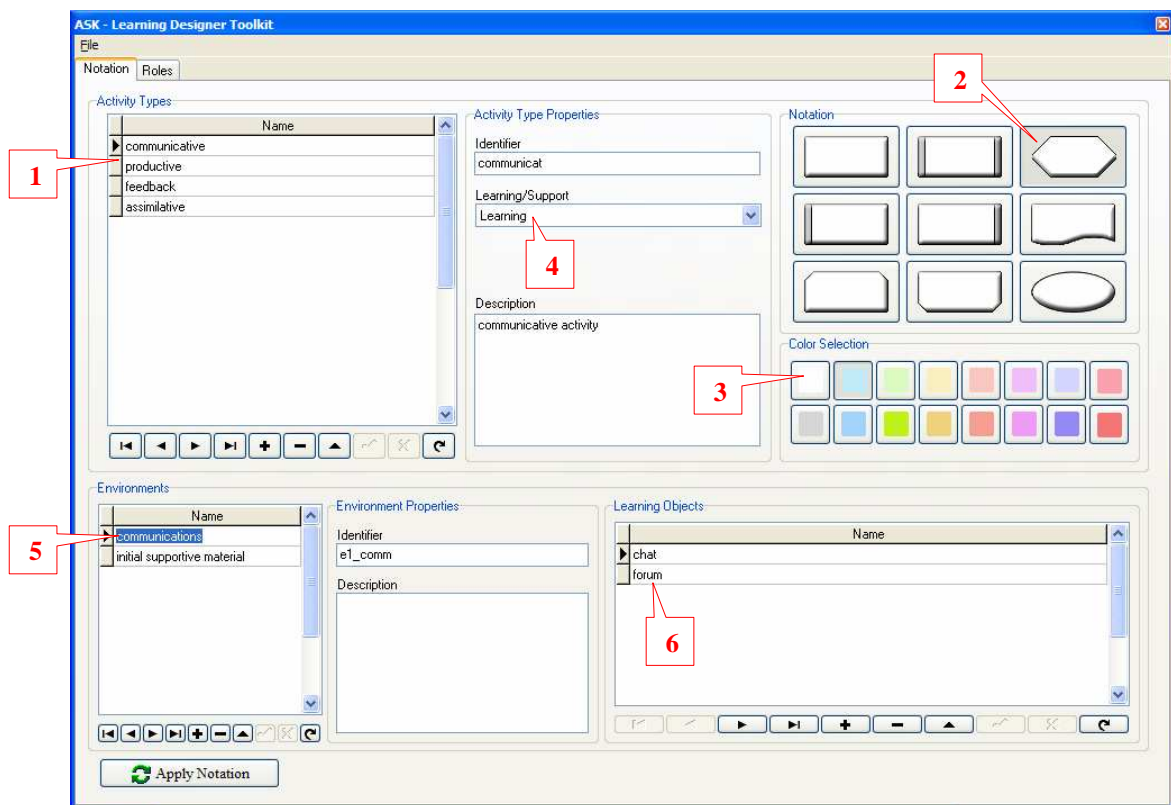 ASK - Learning Designer Toolkit
File
Notation Roles
Activity Types
Name
communicative
productive
feedback
assimilative
1
Activity Type Properties
Identifier
communicat
Learning/Support
Learning
4
Description
communicative activity
Notation
2
Color Selection
3
Environments
Name
communications
initial supportive material
5
Environment Properties
Identifier
e1_comm
Description
Learning Objects
Name
chat
forum
6
Apply Notation